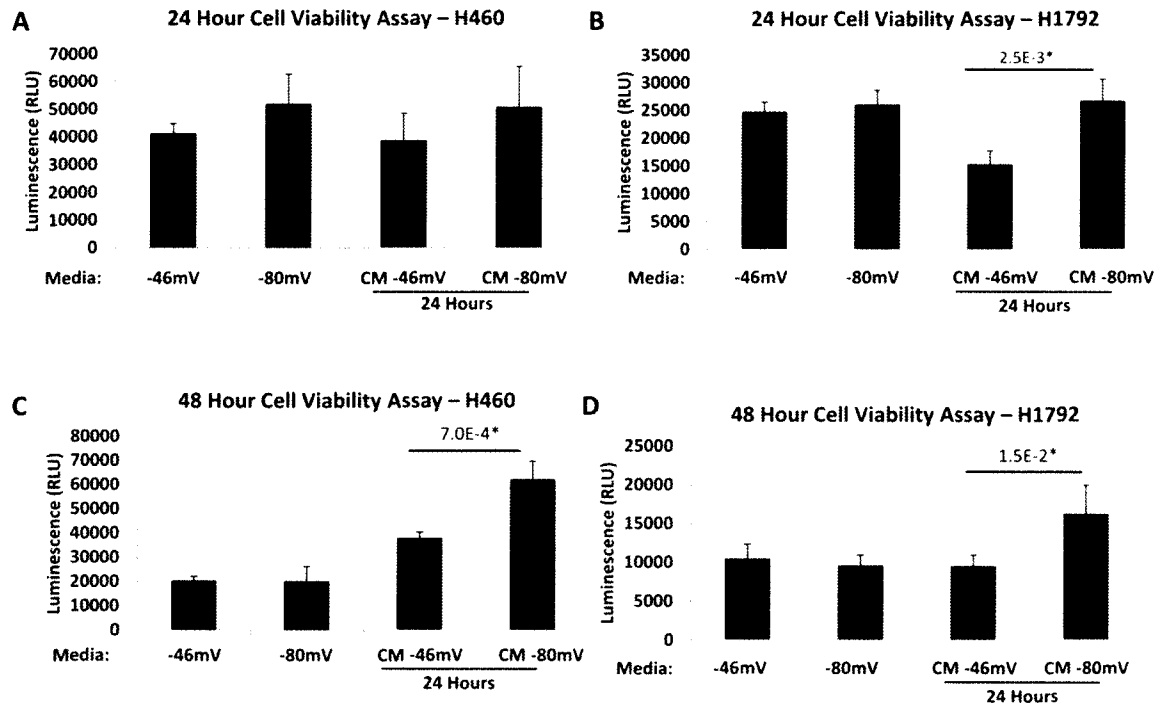 A
24 Hour Cell Viability Assay – H460
Luminescence (RLU)
70000
60000
50000
40000
30000
20000
10000
0
Media: -46mV -80mV CM -46mV CM -80mV
24 Hours
B
24 Hour Cell Viability Assay – H1792
2.5E-3*
Luminescence (RLU)
35000
30000
25000
20000
15000
10000
5000
0
Media: -46mV -80mV CM -46mV CM -80mV
24 Hours
C
48 Hour Cell Viability Assay – H460
7.0E-4*
Luminescence (RLU)
80000
70000
60000
50000
40000
30000
20000
10000
0
Media: -46mV -80mV CM -46mV CM -80mV
24 Hours
D
48 Hour Cell Viability Assay – H1792
1.5E-2*
Luminescence (RLU)
25000
20000
15000
10000
5000
0
Media: -46mV -80mV CM -46mV CM -80mV
24 Hours